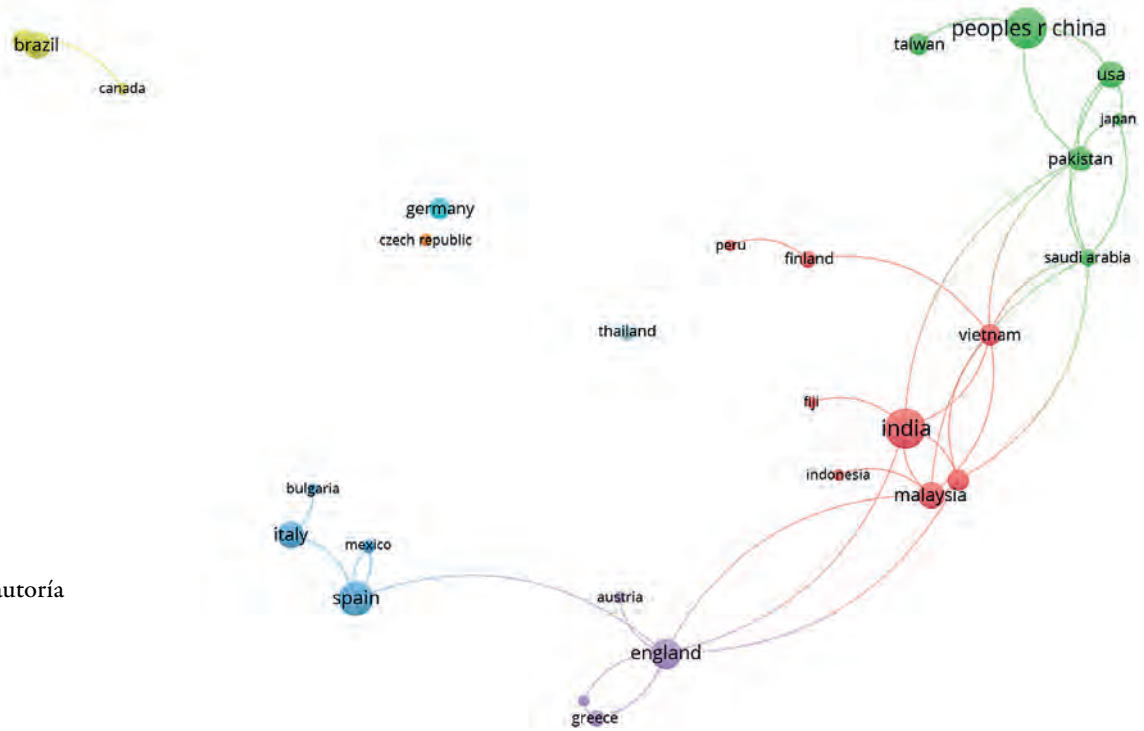 peoples r china
brazil
taiwan
usa
canada
japan
pakistan
germany
czech republic
peru
finland
saudi arabia
thailand
vietnam
fiji
india
indonesia
malaysia
bulgaria
italy
mexico
utoría
spain
austria
england
greece